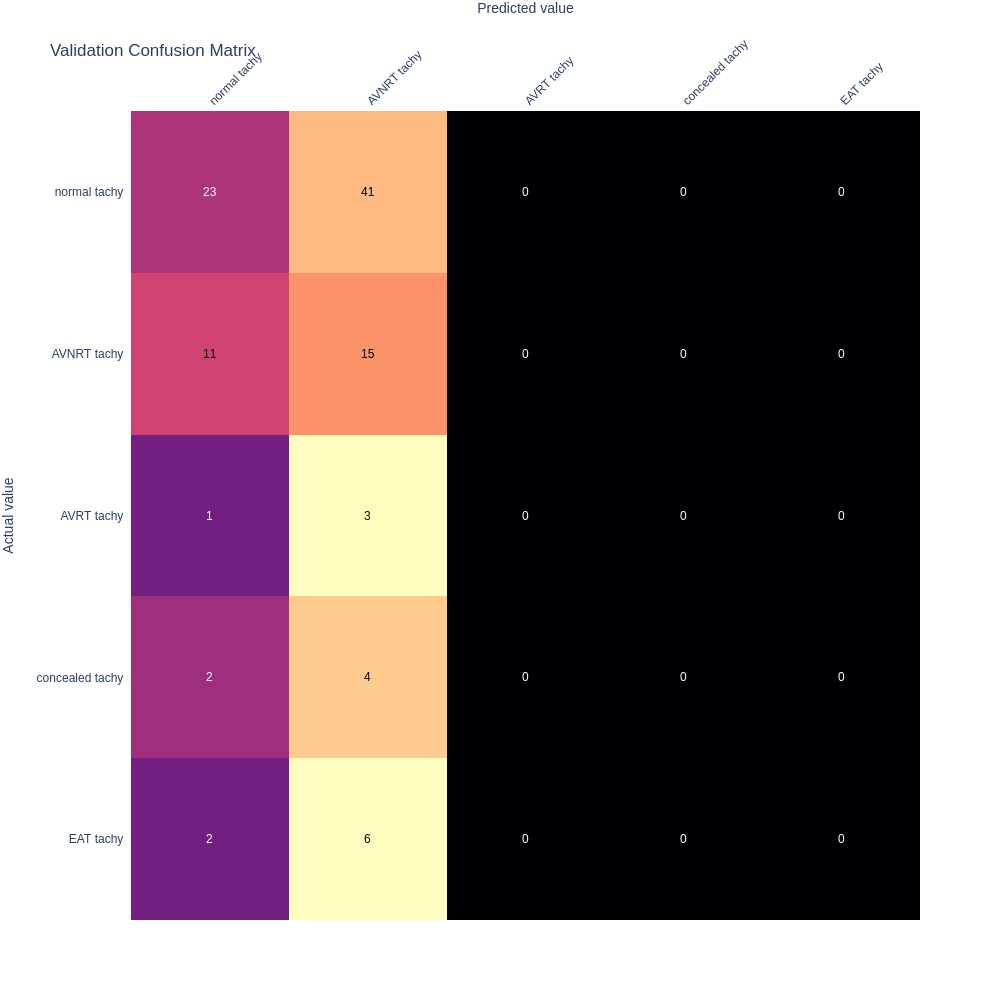 Predicted value
Validation Confusion Matrix
normal tachy AVNRT tachy AVRT tachy concealed tachy EAT tachy
normal tachy 23 41 0 0 0
AVNRT tachy 11 15 0 0 0
AVRT tachy 1 3 0 0 0
concealed tachy 2 4 0 0 0
EAT tachy 2 6 0 0 0
Actual value